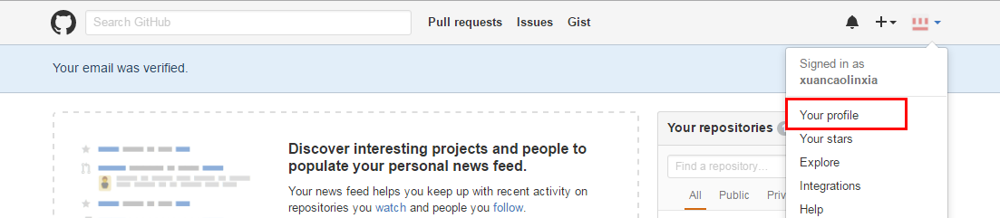 Search GitHub
Pull requests Issues Gist
Your email was verified.
Signed in as
xuancaolinxia
Your profile
Your stars
Explore
Integrations
Help
Discover interesting projects and people to
populate your personal news feed.
Your news feed helps you keep up with recent activity on
repositories you watch and people you follow.
Your repositories
Find a repository…
All Public